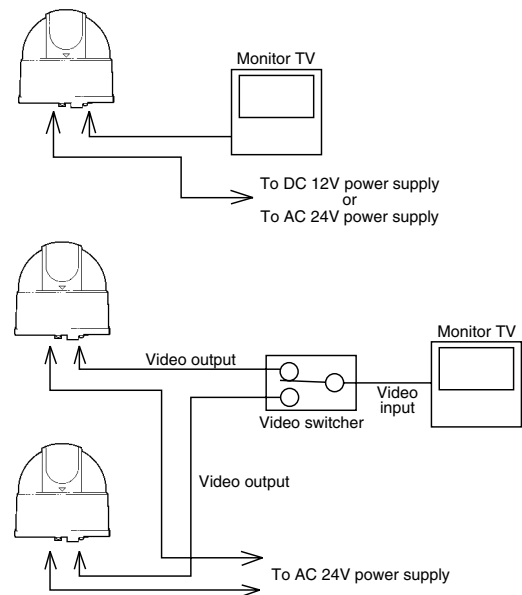 Monitor TV
To DC 12V power supply
or
To AC 24V power supply
Monitor TV
Video output
Video
input
Video switcher
Video output
To AC 24V power supply